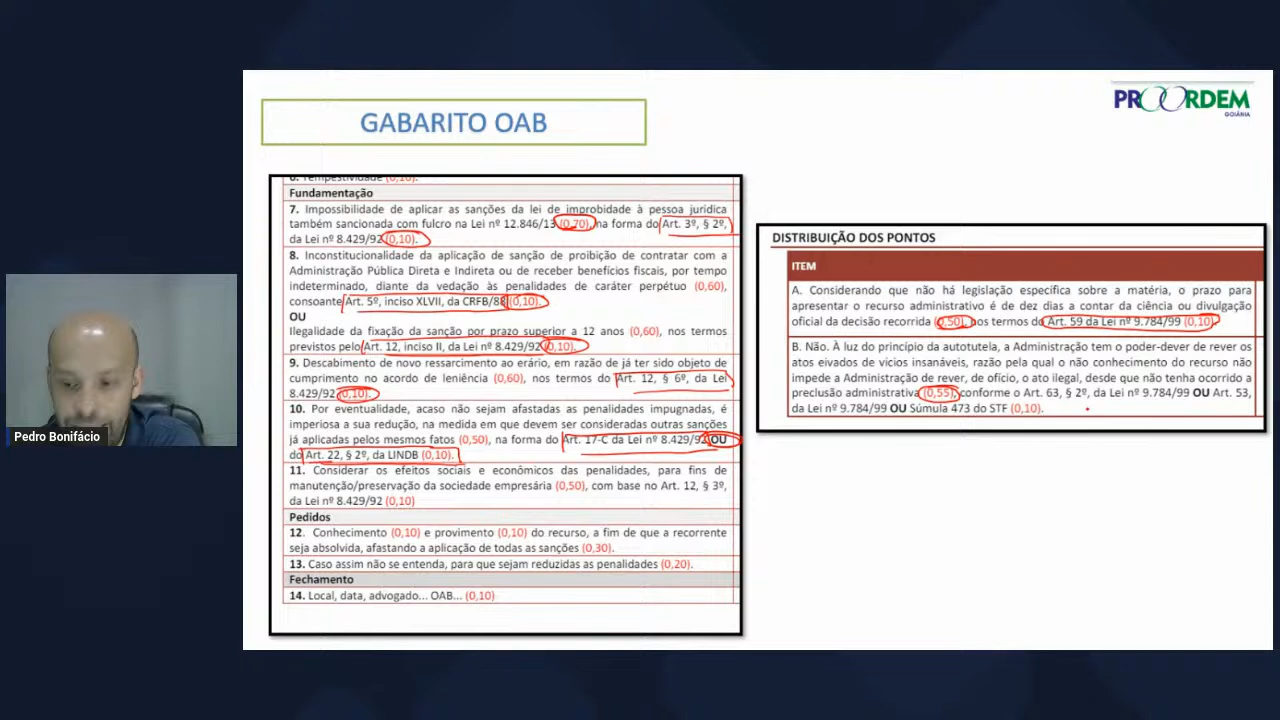 PROORDEM
GOIÂNIA
GABARITO OAB
6. Tempestividade (0,10).
Fundamentação
7. Impossibilidade de aplicar as sanções da lei de improbidade à pessoa jurídica
também sancionada com fulcro na Lei nº 12.846/13 (0,70), na forma do Art. 3º, § 2º,
da Lei nº 8.429/92 (0,10).
8. Inconstitucionalidade da aplicação de sanção de proibição de contratar com a
Administração Pública Direta e Indireta ou de receber benefícios fiscais, por tempo
indeterminado, diante da vedação às penalidades de caráter perpétuo (0,60),
consoante Art. 5º, inciso XLVII, da CRFB/88 (0,10).
OU
Ilegalidade da fixação da sanção por prazo superior a 12 anos (0,60), nos termos
previstos pelo Art. 12, inciso II, da Lei nº 8.429/92 (0,10).
9. Descabimento de novo ressarcimento ao erário, em razão de já ter sido objeto de
cumprimento no acordo de leniência (0,60), nos termos do Art. 12, § 6º, da Lei
8.429/92 (0,10).
10. Por eventualidade, acaso não sejam afastadas as penalidades impugnadas, é
imperiosa a sua redução, na medida em que devem ser consideradas outras sanções
já aplicadas pelos mesmos fatos (0,50), na forma do Art. 17-C da Lei nº 8.429/92 OU
do Art. 22, § 2º, da LINDB (0,10).
11. Considerar os efeitos sociais e econômicos das penalidades, para fins de
manutenção/preservação da sociedade empresária (0,50), com base no Art. 12, § 3º,
da Lei nº 8.429/92 (0,10)
Pedidos
12. Conhecimento (0,10) e provimento (0,10) do recurso, a fim de que a recorrente
seja absolvida, afastando a aplicação de todas as sanções (0,30).
13. Caso assim não se entenda, para que sejam reduzidas as penalidades (0,20).
Fechamento
14. Local, data, advogado... OAB... (0,10)
DISTRIBUIÇÃO DOS PONTOS
ITEM
A. Considerando que não há legislação específica sobre a matéria, o prazo para
apresentar o recurso administrativo é de dez dias a contar da ciência ou divulgação
oficial da decisão recorrida (0,50), nos termos do Art. 59 da Lei nº 9.784/99 (0,10).
B. Não. À luz do princípio da autotutela, a Administração tem o poder-dever de rever os
atos eivados de vícios insanáveis, razão pela qual o não conhecimento do recurso não
impede a Administração de rever, de ofício, o ato ilegal, desde que não tenha ocorrido a
preclusão administrativa (0,55), conforme o Art. 63, § 2º, da Lei nº 9.784/99 OU Art. 53,
da Lei nº 9.784/99 OU Súmula 473 do STF (0,10).
Pedro Bonifácio